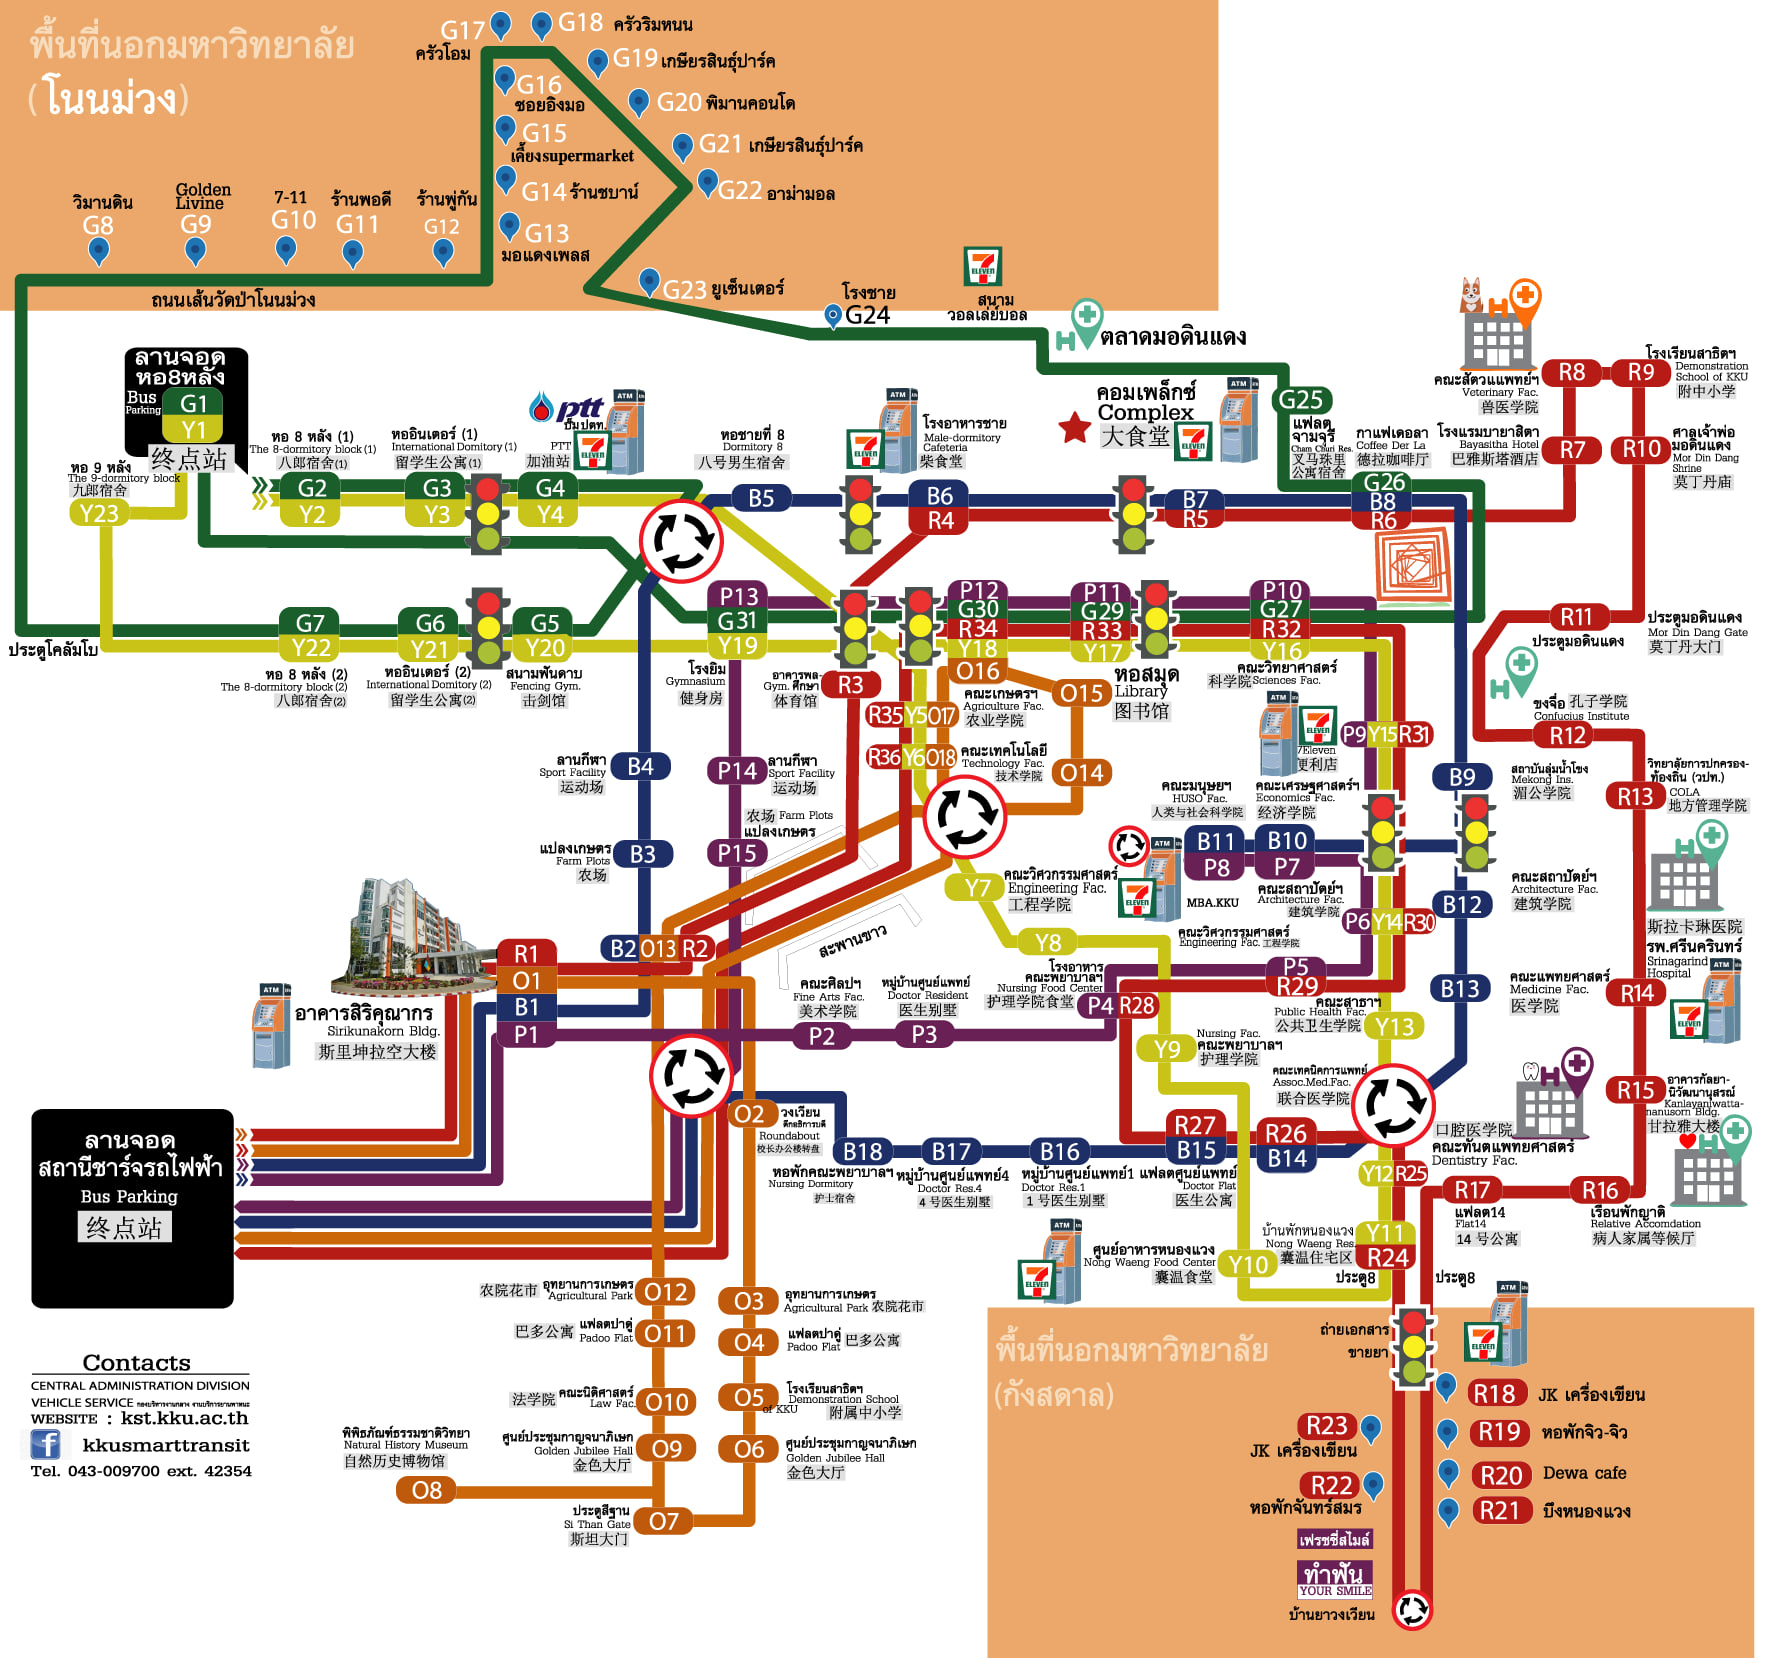 พื้นที่นอกมหาวิทยาลัย
(โนนม่วง)
G17
ครัวโอม
G18 ครัวริมหนน
G19 เกษียรสินธุ์ปาร์ค
G16
ซอยอิงมอ
G20 พิมานคอนโด
G15
เคี้ยงsupermarket
G21 เกษียรสินธุ์ปาร์ค
G14 ร้านชบาน์
G22 อาม่ามอล
G13
มอแดงเพลส
วิมานดิน
G8
Golden
Livine
G9
7-11
G10
ร้านพอดี
G11
ร้านพู่กัน
G12
ถนนเส้นวัดป่าโนนม่วง
G23 ยูเซ็นเตอร์
โรงชาย
G24
7
ELEVEN
สนาม
วอลเล่ย์บอล
H ตลาดมอดินแดง
ลานจอด
หอ8หลัง
Bus
Parking
G1
Y1
终点站
หอ 9 หลัง
The 9-dormitory block
九郎宿舍
Y23
หอ 8 หลัง (1)
The 8-dormitory block (1)
八郎宿舍(1)
G2
Y2
หออินเตอร์ (1)
International Domitory (1)
留学生公寓(1)
G3
Y3
ptt
ปั๊มปตท.
PTT
加油站
ATM
7
ELEVEN
G4
Y4
หอชายที่ 8
Dormitory 8
八号男生宿舍
B5
ATM
7
ELEVEN
โรงอาหารชาย
Male-dormitory
Cafeteria
柴食堂
B6
R4
คอมเพล็กซ์
Complex
大食堂
ATM
7
ELEVEN
B7
R5
G25
แฟลต
จามจุรี
Cham Churi Res.
叉马珠里
公寓宿舍
กาแฟเดอลา
Coffee Der La
德拉咖啡厅
G26
B8
R6
H
คณะสัตวแแพทย์ฯ
Veterinary Fac.
兽医学院
R8
R9
โรงเรียนสาธิตฯ
Demonstration
School of KKU
附中小学
โรงแรมบายาสิตา
Bayasitha Hotel
巴雅斯塔酒店
R7
R10
ศาลเจ้าพ่อ
มอดินแดง
Mor Din Dang
Shrine
莫丁丹庙
ประตูโคลัมโบ
G7
Y22
หอ 8 หลัง (2)
The 8-dormitory block (2)
八郎宿舍(2)
G6
Y21
หออินเตอร์ (2)
International Domitory (2)
留学生公寓(2)
G5
Y20
สนามฟันดาบ
Fencing Gym.
击剑馆
P13
G31
Y19
โรงยิม
Gymnasium
健身房
อาคารพล-
Gym. ศึกษา
体育馆
R3
P12
G30
R34
Y18
O16
P11
G29
R33
Y17
P10
G27
R32
Y16
R11
ประตูมอดินแดง
ประตูมอดินแดง
Mor Din Dang Gate
莫丁丹大门
คณะเกษตรฯ
Agriculture Fac.
农业学院
R35
Y5
O17
O15
หอสมุด
Library
图书馆
คณะวิทยาศาสตร์
科学院 Sciences Fac.
ATM
7
ELEVEN
7Eleven
便利店
H
ขงจื่อ 孔子学院
Confucius Institute
R12
P9
Y15
R31
R36
Y6
O18
คณะเทคโนโลยี
Technology Fac.
技术学院
O14
ลานกีฬา
Sport Facility
运动场
B4
P14
ลานกีฬา
Sport Facility
运动场
农场 Farm Plots
แปลงเกษตร
P15
แปลงเกษตร
Farm Plots
农场
B3
คณะมนุษยฯ
HUSO Fac.
人类与社会科学院
คณะเศรษฐศาสตร์ฯ
Economics Fac.
经济学院
B11
P8
B10
P7
MBA.KKU
ATM
7
ELEVEN
คณะสถาปัตย์ฯ
Architecture Fac.
建筑学院
B9
สถาบันลุ่มน้ำโขง
Mekong Ins.
湄公学院
วิทยาลัยการปกครอง-
ท้องถิ่น (วปท.)
COLA
地方管理学院
R13
H
斯拉卡琳医院
คณะสถาปัตย์ฯ
Architecture Fac.
建筑学院
B12
Y7
คณะวิศวกรรมศาสตร์
Engineering Fac.
工程学院
Y8
คณะวิศวกรรมศาสตร์
Engineering Fac. 工程学院
P6
Y14
R30
สะพานขาว
R1
O1
B1
P1
B2
O13
R2
ATM
อาคารสิริคุณากร
Sirikunakorn Bldg.
斯里坤拉空大楼
คณะศิลปฯ
Fine Arts Fac.
美术学院
P2
หมู่บ้านศูนย์แพทย์
Doctor Resident
医生别墅
P3
โรงอาหาร
คณะพยาบาลฯ
Nursing Food Center
护理学院食堂
P4
R28
P5
R29
คณะสาธาฯ
Public Health Fac.
公共卫生学院
Y13
B13
คณะแพทยศาสตร์
Medicine Fac.
医学院
รพ.ศรีนครินทร์
Srinagarind
Hospital
R14
ATM
7
ELEVEN
Y9
Nursing Fac.
คณะพยาบาลฯ
护理学院
คณะเทคนิคการแพทย์
Assoc.Med.Fac.
联合医学院
H
口腔医学院
คณะทันตแพทยศาสตร์
Dentistry Fac.
R15
อาคารกัลยา-
นิวัฒนานุสรณ์
Kanlayaniwatta-
nanusorn Bldg.
甘拉雅大楼
H
ลานจอด
สถานีชาร์จรถไฟฟ้า
Bus Parking
终点站
O2
วงเวียน
ตึกอธิการบดี
Roundabout
校长办公楼转盘
B18
หอพักคณะพยาบาลฯ
Nursing Dormitory
护士宿舍
B17
หมู่บ้านศูนย์แพทย์4
Doctor Res.4
4 号医生别墅
B16
หมู่บ้านศูนย์แพทย์1
Doctor Res.1
1 号医生别墅
R27
B15
แฟลตศูนย์แพทย์
Doctor Flat
医生公寓
R26
B14
Y12
R25
R17
แฟลต14
Flat14
14 号公寓
R16
เรือนพักญาติ
Relative Accomdation
病人家属等候厅
บ้านพักหนองแวง
Nong Waeng Res.
囊温住宅区
Y11
R24
ศูนย์อาหารหนองแวง
Nong Waeng Food Center
囊温食堂
Y10
ATM
7
ELEVEN
ประตู8
ประตู8
农院花市 อุทยานการเกษตร
Agricultural Park
O12
O3
อุทยานการเกษตร
Agricultural Park 农院花市
巴多公寓 แฟลตปาดู่
Padoo Flat
O11
O4
แฟลตปาดู่ 巴多公寓
Padoo Flat
法学院 คณะนิติศาสตร์
Law Fac.
O10
O5
โรงเรียนสาธิตฯ
Demonstration School
of KKU
附属中小学
ศูนย์ประชุมกาญจนาภิเษก
Golden Jubilee Hall
金色大厅
O9
O6
ศูนย์ประชุมกาญจนาภิเษก
Golden Jubilee Hall
金色大厅
พิพิธภัณฑ์ธรรมชาติวิทยา
Natural History Museum
自然历史博物馆
O8
ประตูสีฐาน
Si Than Gate
斯坦大门
O7
Contacts
CENTRAL ADMINISTRATION DIVISION
VEHICLE SERVICE กองบริหารงานกลาง งานบริการยานพาหนะ
WEBSITE : kst.kku.ac.th
kkusmarttransit
Tel. 043-009700 ext. 42354
พื้นที่นอกมหาวิทยาลัย
(กังสดาล)
ถ่ายเอกสาร
ขายยา
ATM
7
ELEVEN
R18 JK เครื่องเขียน
R23
JK เครื่องเขียน
R19 หอพักจิว-จิว
R20 Dewa cafe
R22
หอพักจันทร์สมร
R21 บึงหนองแวง
เฟรชชี่สไมล์
ทำฟัน
YOUR SMILE
บ้านยาวงเวียน